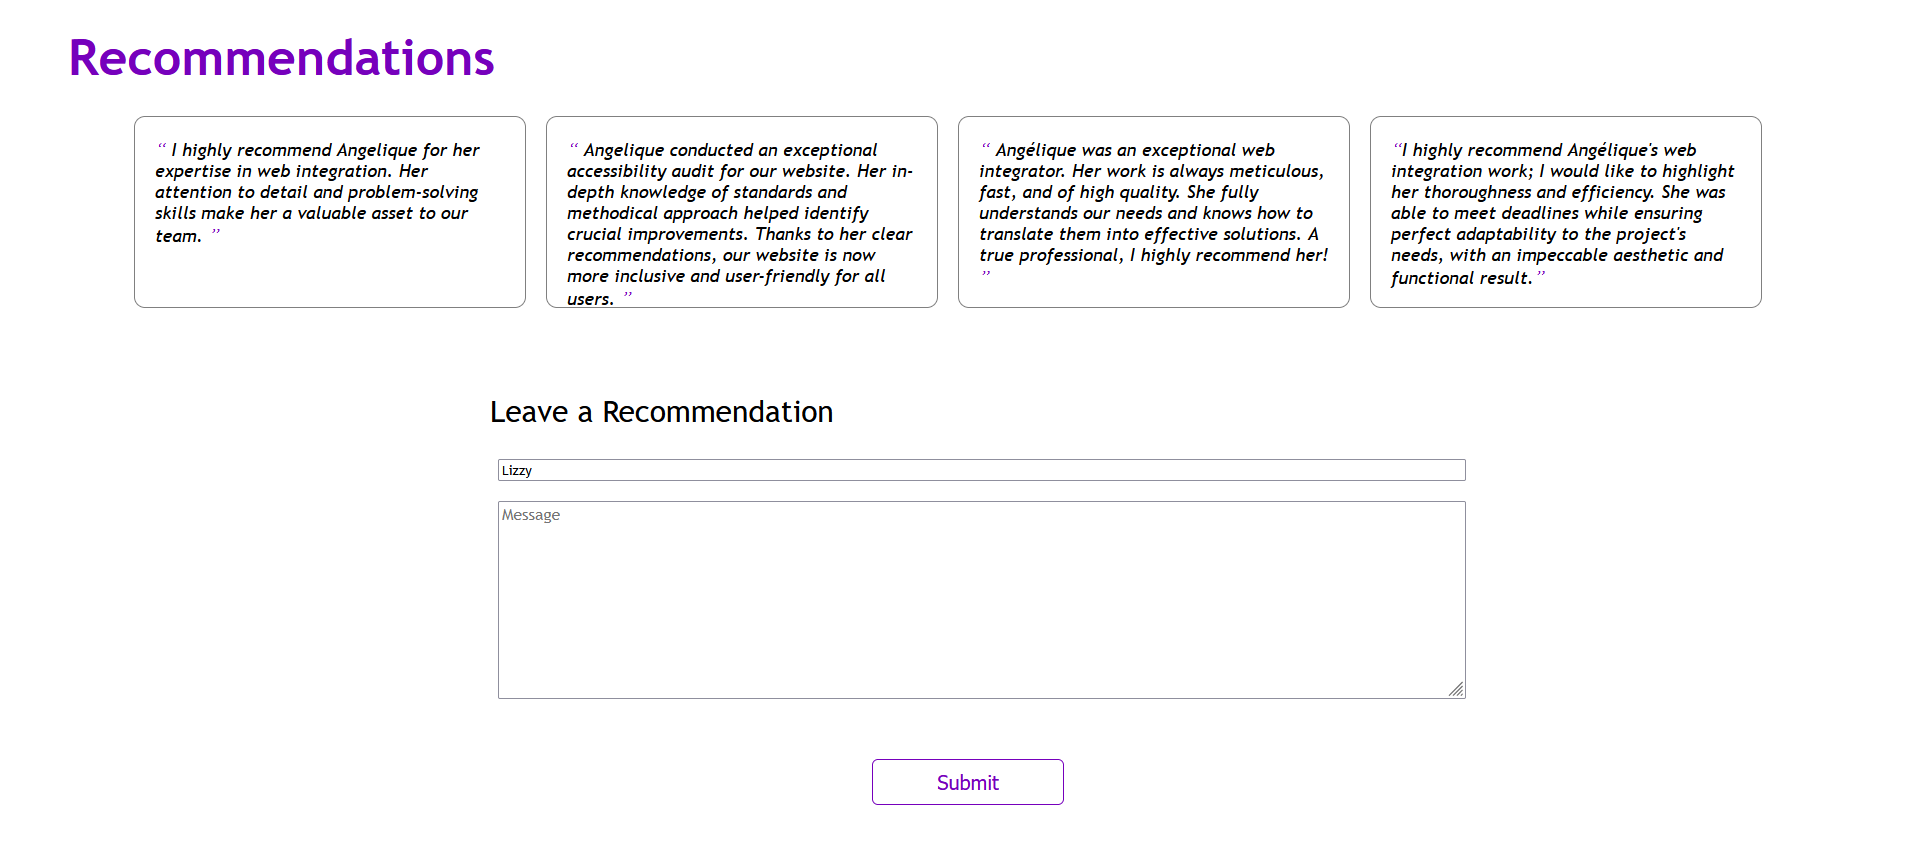 Recommendations
“ I highly recommend Angelique for her
expertise in web integration. Her
attention to detail and problem-solving
skills make her a valuable asset to our
team. ”
“ Angelique conducted an exceptional
accessibility audit for our website. Her in-
depth knowledge of standards and
methodical approach helped identify
crucial improvements. Thanks to her clear
recommendations, our website is now
more inclusive and user-friendly for all
users. ”
“ Angélique was an exceptional web
integrator. Her work is always meticulous,
fast, and of high quality. She fully
understands our needs and knows how to
translate them into effective solutions. A
true professional, I highly recommend her!
”
“I highly recommend Angélique's web
integration work; I would like to highlight
her thoroughness and efficiency. She was
able to meet deadlines while ensuring
perfect adaptability to the project's
needs, with an impeccable aesthetic and
functional result.”
Leave a Recommendation
Lizzy
Message
Submit